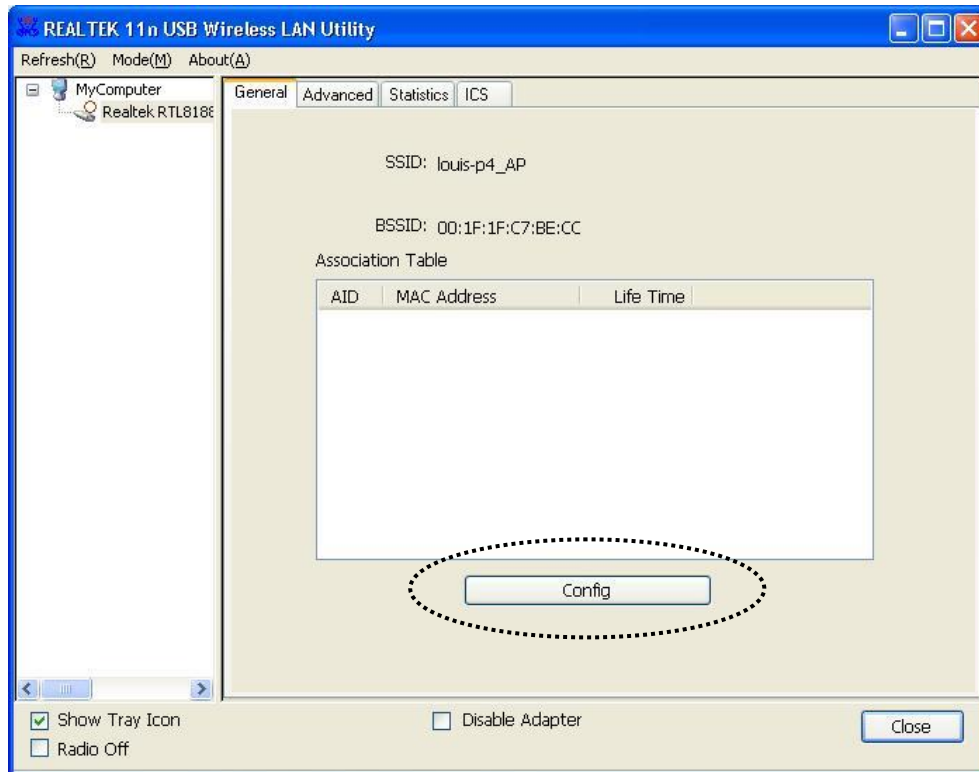 REALTEK 11n USB Wireless LAN Utility
Refresh(R) Mode(M) About(A)
MyComputer
Realtek RTL8188
General Advanced Statistics ICS
SSID: louis-p4_AP
BSSID: 00:1F:1F:C7:BE:CC
Association Table
AID MAC Address Life Time
Config
Show Tray Icon Disable Adapter
Radio Off
Close